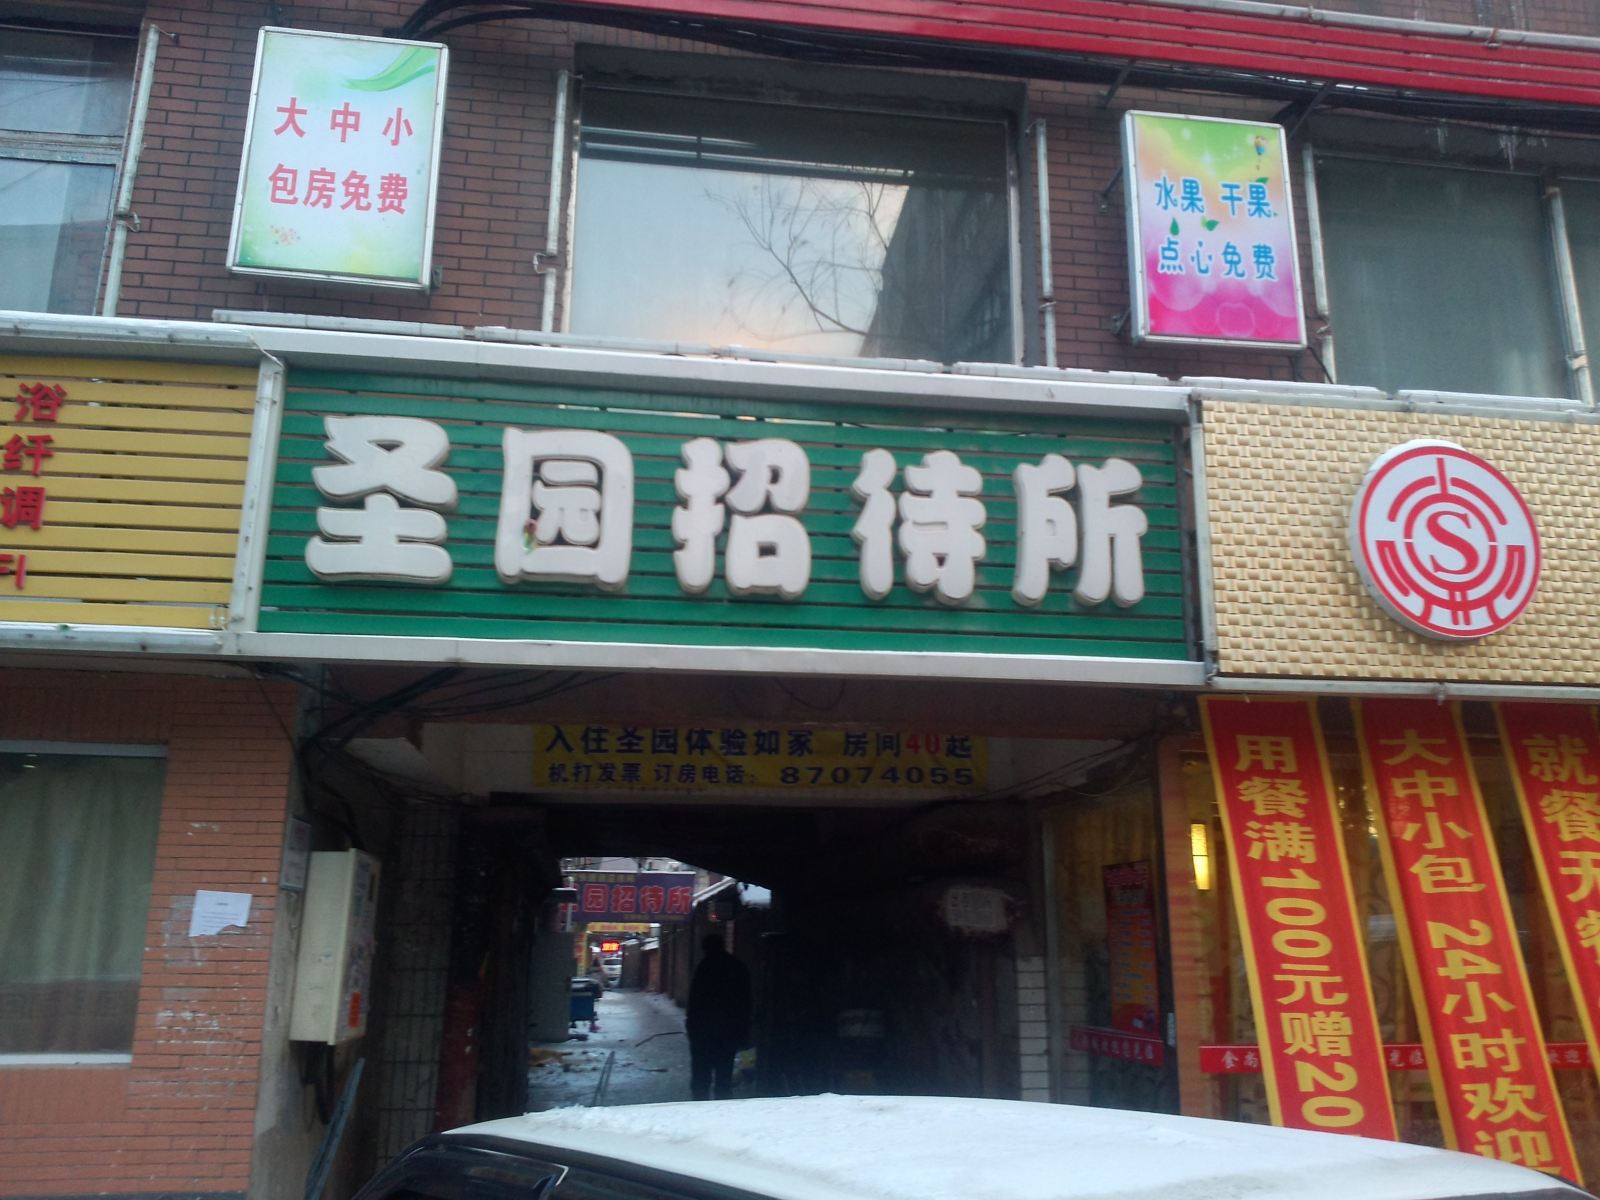 大中小
包房免费
水果 干果
点心免费
浴
纤
调
圣园招待所
S
入住圣园体验如家 房间40起
机打发票 订房电话：87074055
园招待所
用餐满100元赠20
大中小包 24小时欢迎
就餐
食尚